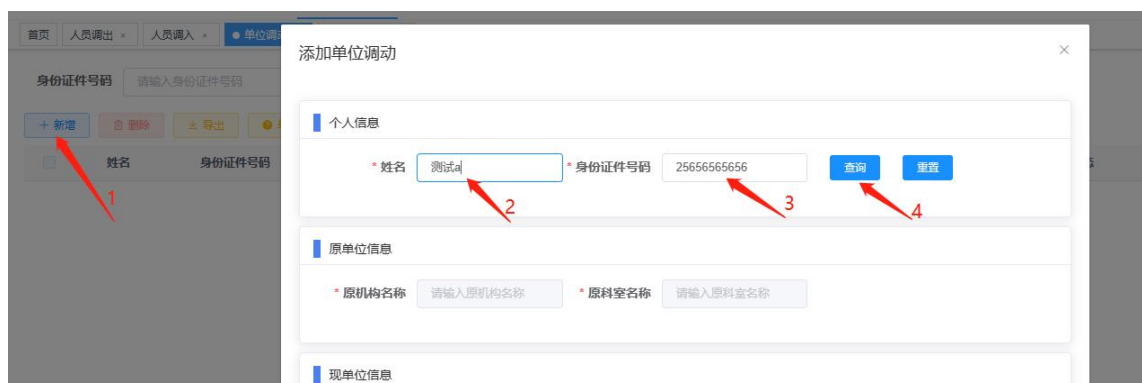 首页 人员调出 × 人员调入 × 单位调
添加单位调动 ×
身份证件号码 请输入身份证件号码
+ 新增 删除 导出
个人信息
姓名 身份证件号码
* 姓名 测试a * 身份证件号码 25656565656 查询 重置
1 2 3 4
原单位信息
* 原机构名称 请输入原机构名称 * 原科室名称 请输入原科室名称
现单位信息